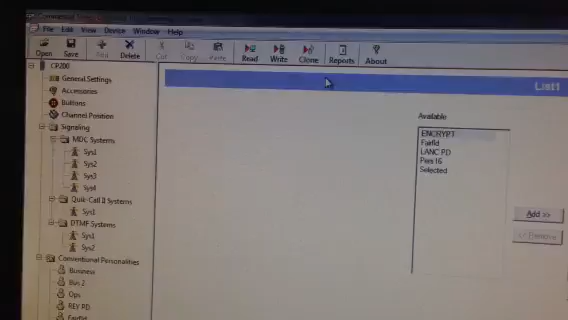 File Edit View Device Window Help
Open Save Add Delete Cut Copy Paste Read Write Clone Reports About
CP200
General Settings
Accessories
Buttons
Channel Position
Signaling
MDC Systems
Sys1
Sys2
Sys3
Sys4
Quik-Call II Systems
Sys1
DTMF Systems
Sys1
Sys2
Conventional Personalities
Business
Bus 2
Ops
REV PD
Fairfld
List1
Available
ENCRYPT
Fairfld
LANC PD
Pers 16
Selected
Add >>
<< Remove